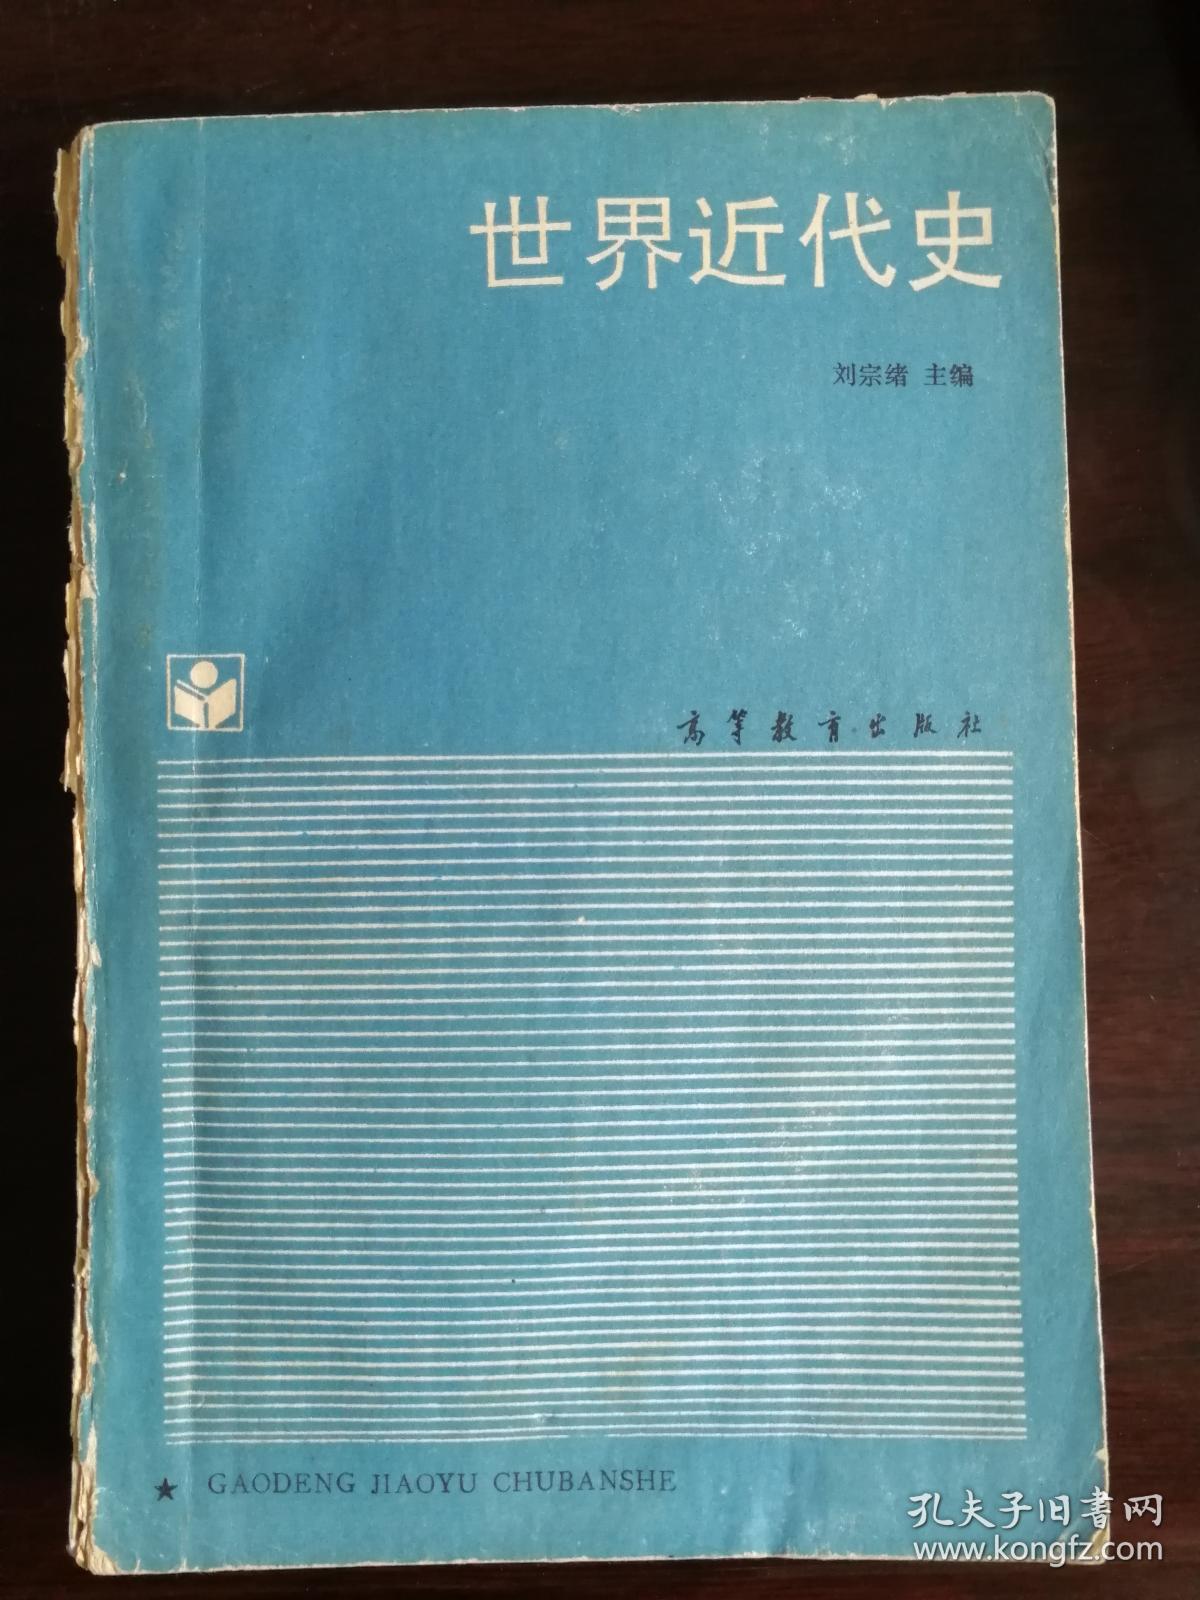 世界近代史
刘宗绪 主编
高等教育出版社
★ GAODENG JIAOYU CHUBANSHE
孔夫子旧书网
www.kongfz.com